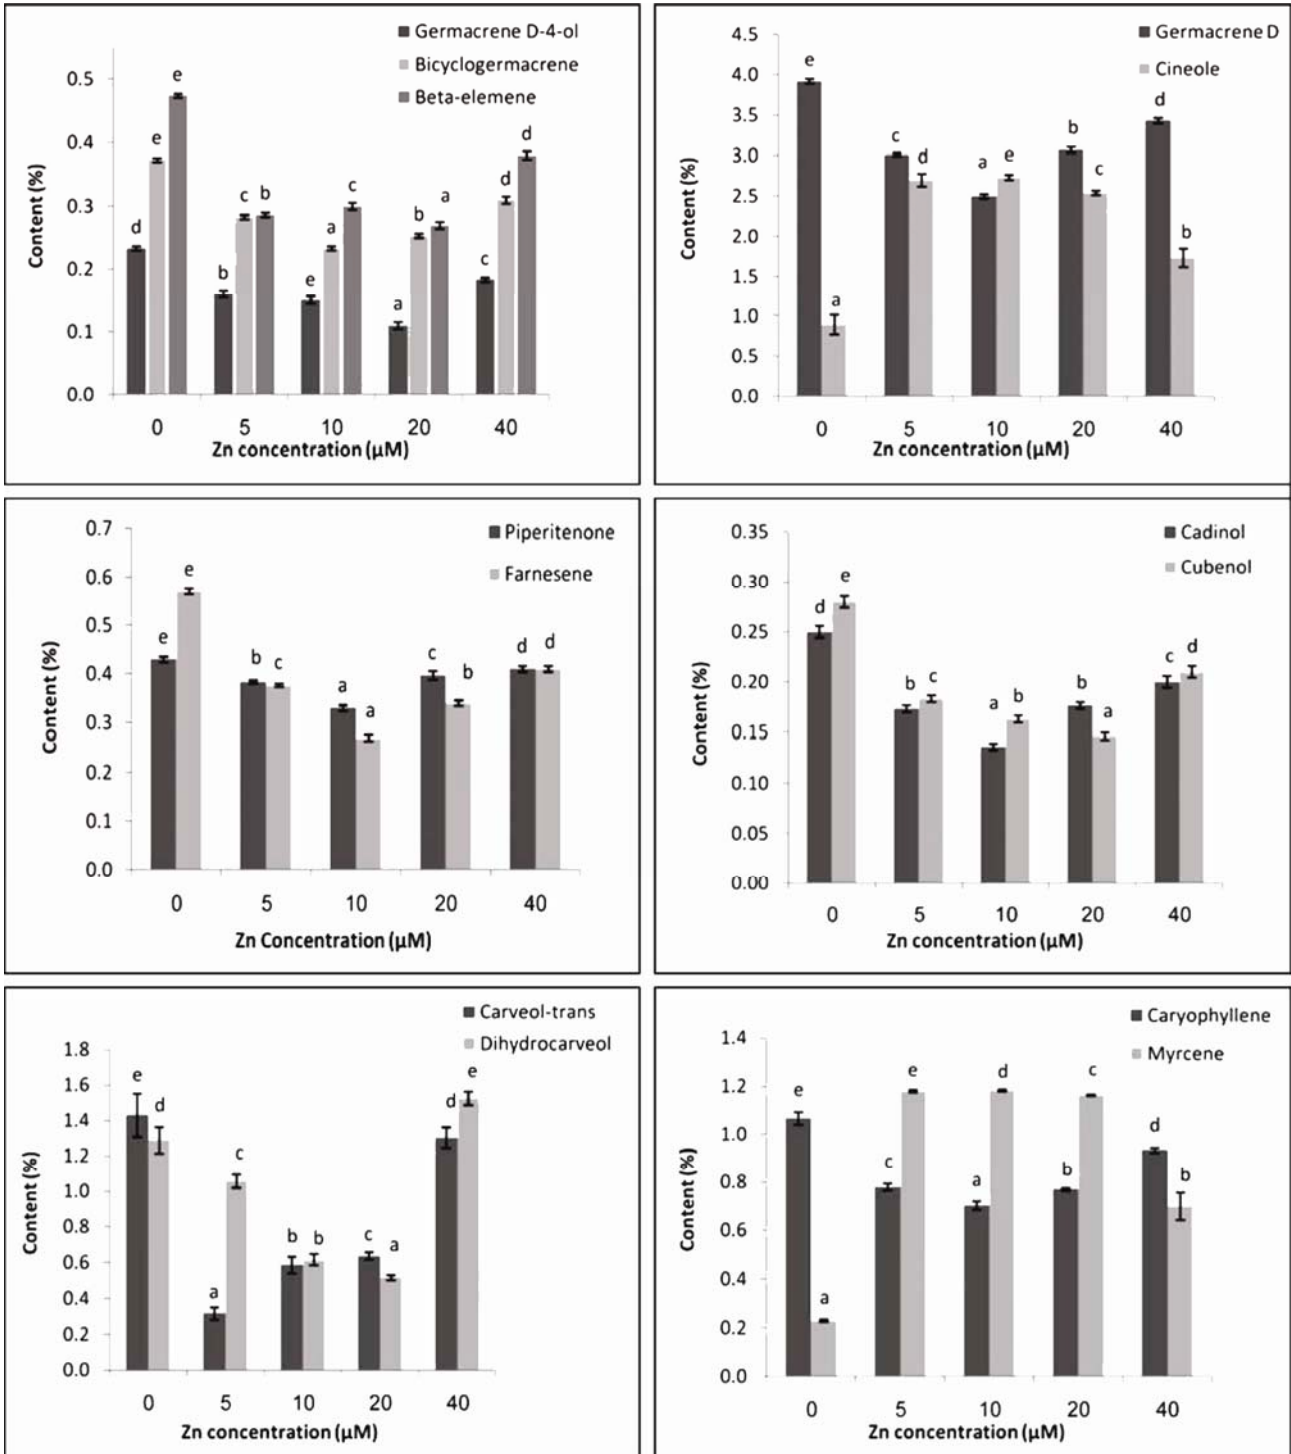 Germacrene D-4-ol
Bicyclogermacrene
Beta-elemene
Content (%)
0.5
0.4
0.3
0.2
0.1
0.0
d e e
b c b
e a c
a b a
c d d
0 5 10 20 40
Zn concentration (μM)
Germacrene D
Cineole
Content (%)
4.5
4.0
3.5
3.0
2.5
2.0
1.5
1.0
0.5
0.0
e a
c d
a e
b c
d b
0 5 10 20 40
Zn concentration (μM)
Piperitenone
Farnesene
Content (%)
0.7
0.6
0.5
0.4
0.3
0.2
0.1
0.0
e e
b c
a a
c b
d d
0 5 10 20 40
Zn Concentration (μM)
Cadinol
Cubenol
Content (%)
0.35
0.30
0.25
0.20
0.15
0.10
0.05
0.00
d e
b c
a b
b a
c d
0 5 10 20 40
Zn concentration (μM)
Carveol-trans
Dihydrocarveol
Content (%)
1.8
1.6
1.4
1.2
1.0
0.8
0.6
0.4
0.2
0.0
e d
a c
b b
c a
d e
0 5 10 20 40
Zn concentration (μM)
Caryophyllene
Myrcene
Content (%)
1.4
1.2
1.0
0.8
0.6
0.4
0.2
0.0
e a
c e
a d
b c
d b
0 5 10 20 40
Zn concentration (μM)